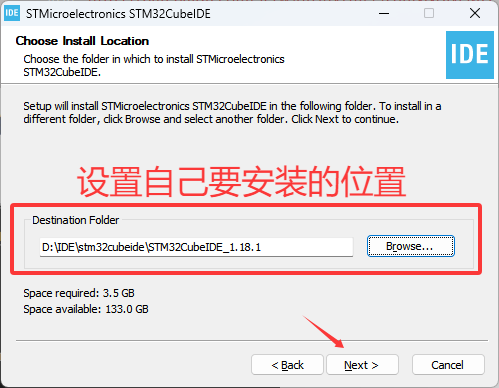 IDE STMicroelectronics STM32CubeIDE
Choose Install Location
Choose the folder in which to install STMicroelectronics
STM32CubeIDE.
IDE
Setup will install STMicroelectronics STM32CubeIDE in the following folder. To install in a
different folder, click Browse and select another folder. Click Next to continue.
设置自己要安装的位置
Destination Folder
D:\IDE\stm32cubeide\STM32CubeIDE_1.18.1
Browse...
Space required: 3.5 GB
Space available: 133.0 GB
< Back
Next >
Cancel